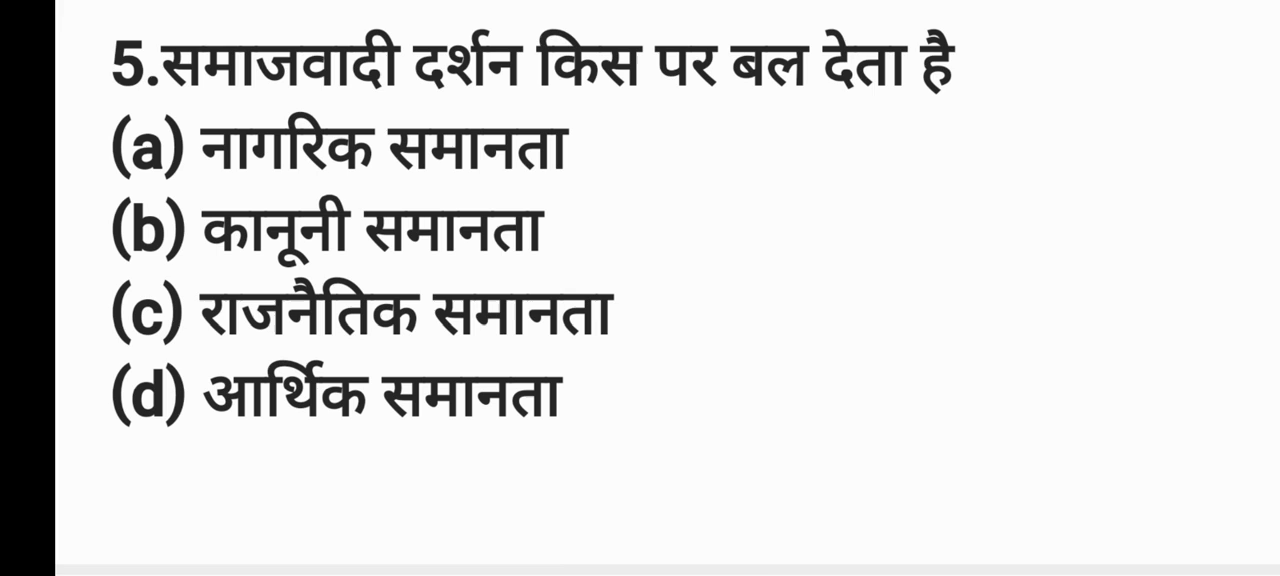 5.समाजवादी दर्शन किस पर बल देता है
(a) नागरिक समानता
(b) कानूनी समानता
(c) राजनैतिक समानता
(d) आर्थिक समानता